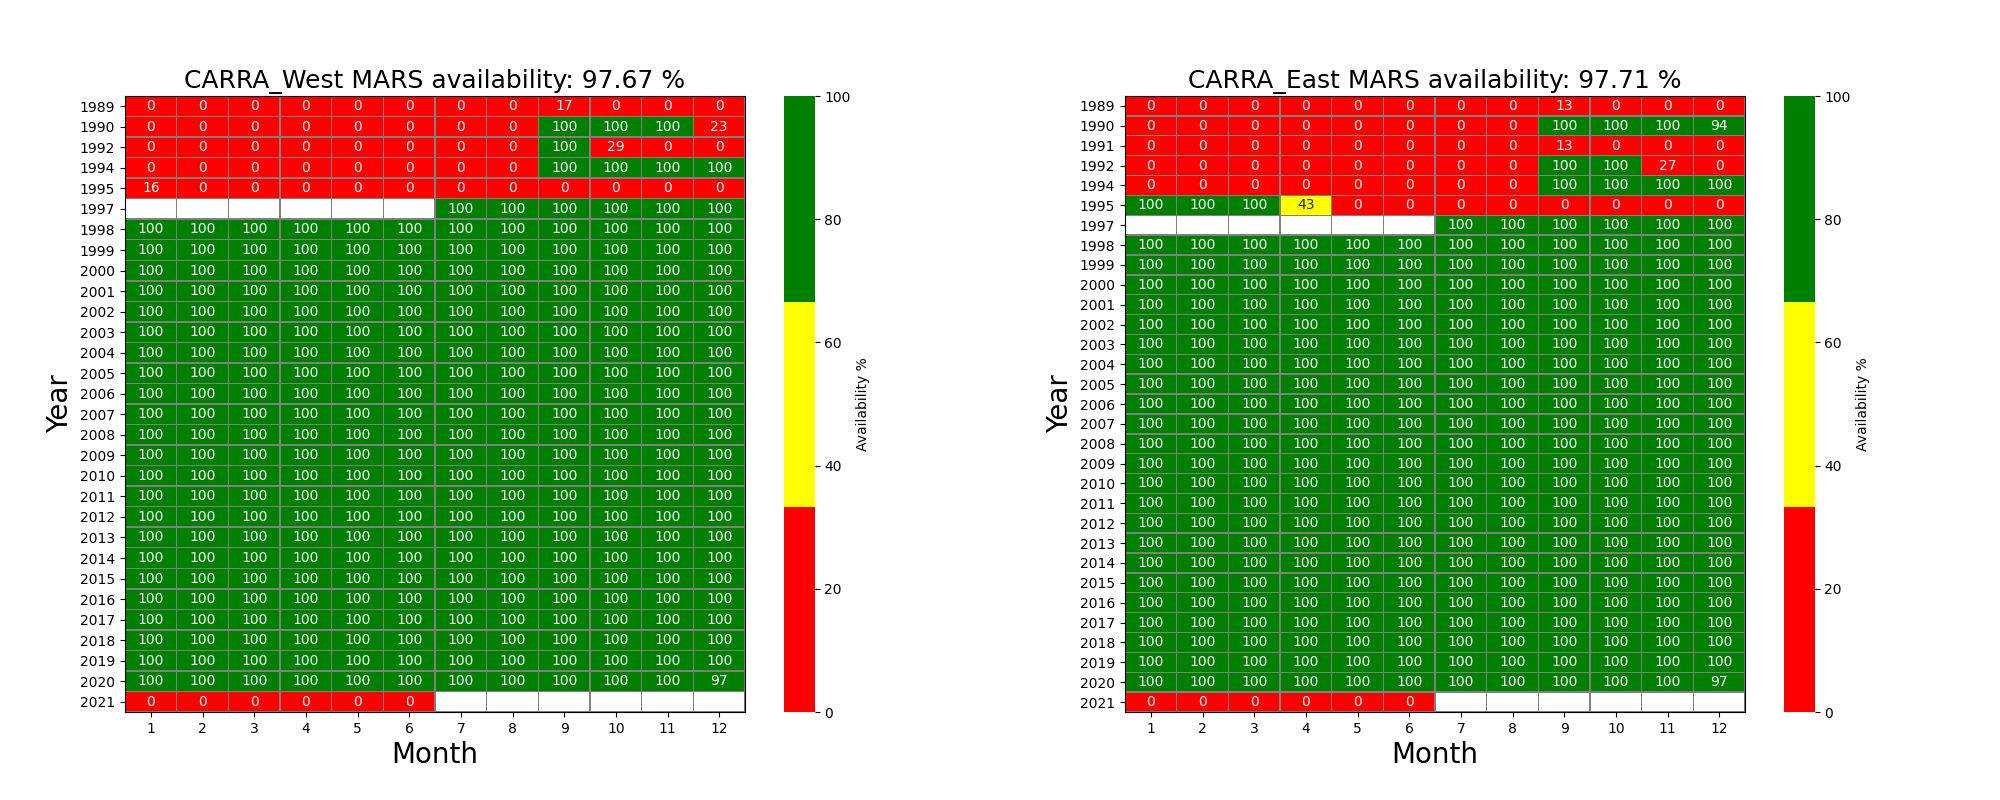 CARRA_West MARS availability: 97.67 %
1989 0 0 0 0 0 0 0 0 17 0 0 0
1990 0 0 0 0 0 0 0 0 100 100 100 23
1992 0 0 0 0 0 0 0 0 100 29 0 0
1994 0 0 0 0 0 0 0 0 100 100 100 100
1995 16 0 0 0 0 0 0 0 0 0 0 0
1997 100 100 100 100 100 100
1998 100 100 100 100 100 100 100 100 100 100 100 100
1999 100 100 100 100 100 100 100 100 100 100 100 100
2000 100 100 100 100 100 100 100 100 100 100 100 100
2001 100 100 100 100 100 100 100 100 100 100 100 100
2002 100 100 100 100 100 100 100 100 100 100 100 100
2003 100 100 100 100 100 100 100 100 100 100 100 100
2004 100 100 100 100 100 100 100 100 100 100 100 100
2005 100 100 100 100 100 100 100 100 100 100 100 100
2006 100 100 100 100 100 100 100 100 100 100 100 100
2007 100 100 100 100 100 100 100 100 100 100 100 100
2008 100 100 100 100 100 100 100 100 100 100 100 100
2009 100 100 100 100 100 100 100 100 100 100 100 100
2010 100 100 100 100 100 100 100 100 100 100 100 100
2011 100 100 100 100 100 100 100 100 100 100 100 100
2012 100 100 100 100 100 100 100 100 100 100 100 100
2013 100 100 100 100 100 100 100 100 100 100 100 100
2014 100 100 100 100 100 100 100 100 100 100 100 100
2015 100 100 100 100 100 100 100 100 100 100 100 100
2016 100 100 100 100 100 100 100 100 100 100 100 100
2017 100 100 100 100 100 100 100 100 100 100 100 100
2018 100 100 100 100 100 100 100 100 100 100 100 100
2019 100 100 100 100 100 100 100 100 100 100 100 100
2020 100 100 100 100 100 100 100 100 100 100 100 97
2021 0 0 0 0 0 0
1 2 3 4 5 6 7 8 9 10 11 12
Month
Year
100
80
60
40
20
0
Availability %
CARRA_East MARS availability: 97.71 %
1989 0 0 0 0 0 0 0 0 13 0 0 0
1990 0 0 0 0 0 0 0 0 100 100 100 94
1991 0 0 0 0 0 0 0 0 13 0 0 0
1992 0 0 0 0 0 0 0 0 100 100 27 0
1994 0 0 0 0 0 0 0 0 100 100 100 100
1995 100 100 100 43 0 0 0 0 0 0 0 0
1997 100 100 100 100 100 100
1998 100 100 100 100 100 100 100 100 100 100 100 100
1999 100 100 100 100 100 100 100 100 100 100 100 100
2000 100 100 100 100 100 100 100 100 100 100 100 100
2001 100 100 100 100 100 100 100 100 100 100 100 100
2002 100 100 100 100 100 100 100 100 100 100 100 100
2003 100 100 100 100 100 100 100 100 100 100 100 100
2004 100 100 100 100 100 100 100 100 100 100 100 100
2005 100 100 100 100 100 100 100 100 100 100 100 100
2006 100 100 100 100 100 100 100 100 100 100 100 100
2007 100 100 100 100 100 100 100 100 100 100 100 100
2008 100 100 100 100 100 100 100 100 100 100 100 100
2009 100 100 100 100 100 100 100 100 100 100 100 100
2010 100 100 100 100 100 100 100 100 100 100 100 100
2011 100 100 100 100 100 100 100 100 100 100 100 100
2012 100 100 100 100 100 100 100 100 100 100 100 100
2013 100 100 100 100 100 100 100 100 100 100 100 100
2014 100 100 100 100 100 100 100 100 100 100 100 100
2015 100 100 100 100 100 100 100 100 100 100 100 100
2016 100 100 100 100 100 100 100 100 100 100 100 100
2017 100 100 100 100 100 100 100 100 100 100 100 100
2018 100 100 100 100 100 100 100 100 100 100 100 100
2019 100 100 100 100 100 100 100 100 100 100 100 100
2020 100 100 100 100 100 100 100 100 100 100 100 97
2021 0 0 0 0 0 0
1 2 3 4 5 6 7 8 9 10 11 12
Month
Year
100
80
60
40
20
0
Availability %